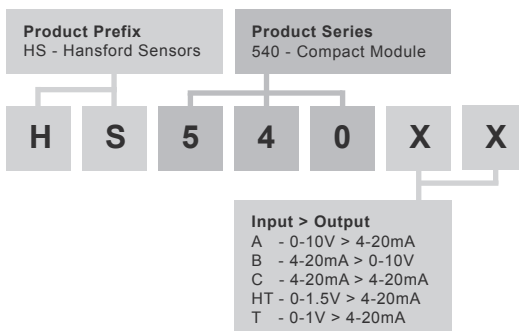 Product Prefix
HS - Hansford Sensors
Product Series
540 - Compact Module
H S 5 4 0 X X
Input > Output
A - 0-10V > 4-20mA
B - 4-20mA > 0-10V
C - 4-20mA > 4-20mA
HT - 0-1.5V > 4-20mA
T - 0-1V > 4-20mA